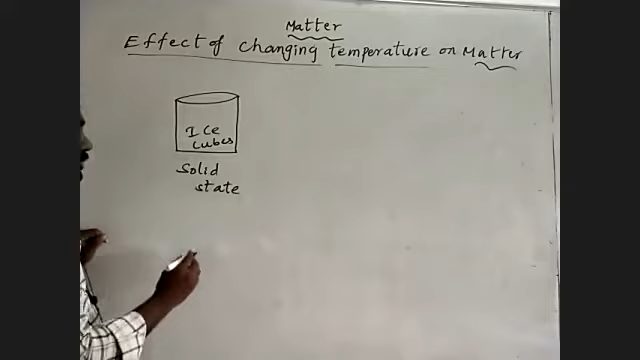 Matter
Effect of changing temperature on Matter
Ice
cubes
Solid
state